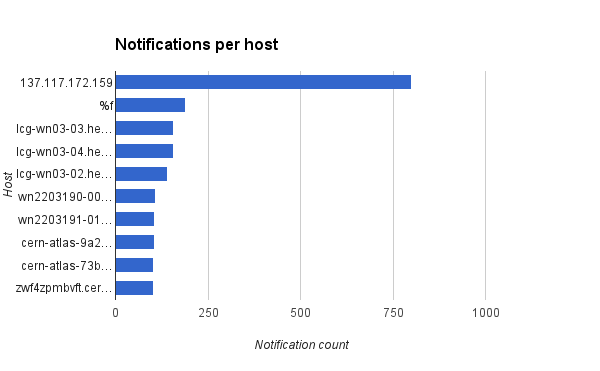 Notifications per host
137.117.172.159
%f
lcg-wn03-03.he...
lcg-wn03-04.he...
lcg-wn03-02.he...
wn2203190-00...
wn2203191-01...
cern-atlas-9a2...
cern-atlas-73b...
zwf4zpmbvft.cer...
Host
0 250 500 750 1000
Notification count